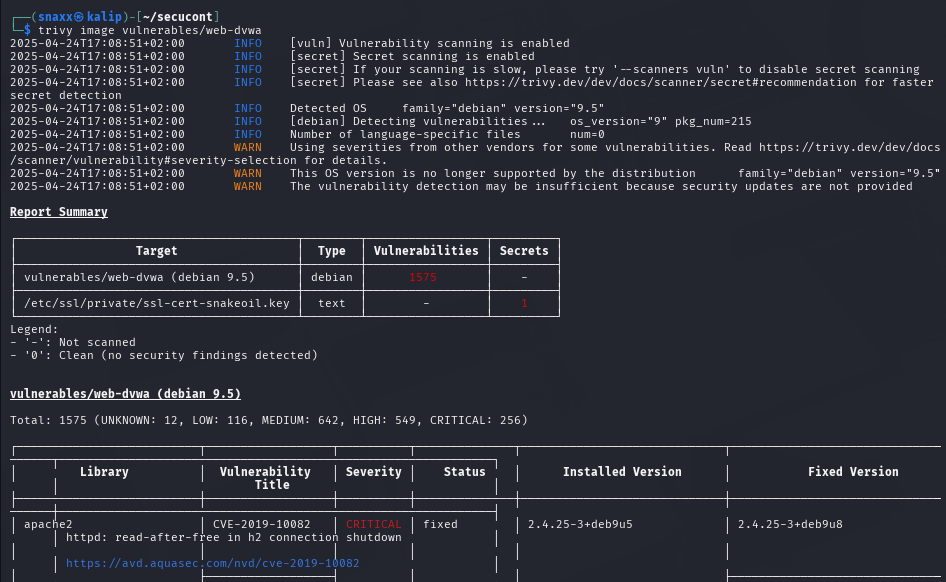 ┌──(snaxx㉿kalip)-[~/secucont]
└─$ trivy image vulnerables/web-dvwa
2025-04-24T17:08:51+02:00 INFO [vuln] Vulnerability scanning is enabled
2025-04-24T17:08:51+02:00 INFO [secret] Secret scanning is enabled
2025-04-24T17:08:51+02:00 INFO [secret] If your scanning is slow, please try '--scanners vuln' to disable secret scanning
2025-04-24T17:08:51+02:00 INFO [secret] Please see also https://trivy.dev/dev/docs/scanner/secret#recommendation for faster
secret detection
2025-04-24T17:08:51+02:00 INFO Detected OS family="debian" version="9.5"
2025-04-24T17:08:51+02:00 INFO [debian] Detecting vulnerabilities... os_version="9" pkg_num=215
2025-04-24T17:08:51+02:00 INFO Number of language-specific files num=0
2025-04-24T17:08:51+02:00 WARN Using severities from other vendors for some vulnerabilities. Read https://trivy.dev/dev/docs
/scanner/vulnerability#severity-selection for details.
2025-04-24T17:08:51+02:00 WARN This OS version is no longer supported by the distribution family="debian" version="9.5"
2025-04-24T17:08:51+02:00 WARN The vulnerability detection may be insufficient because security updates are not provided
Report Summary
Target Type Vulnerabilities Secrets
vulnerables/web-dvwa (debian 9.5) debian 1575 -
/etc/ssl/private/ssl-cert-snakeoil.key text - 1
Legend:
- '-': Not scanned
- '0': Clean (no security findings detected)
vulnerables/web-dvwa (debian 9.5)
Total: 1575 (UNKNOWN: 12, LOW: 116, MEDIUM: 642, HIGH: 549, CRITICAL: 256)
Library Vulnerability Severity Status Installed Version Fixed Version
Title
apache2 CVE-2019-10082 CRITICAL fixed 2.4.25-3+deb9u5 2.4.25-3+deb9u8
httpd: read-after-free in h2 connection shutdown
https://avd.aquasec.com/nvd/cve-2019-10082